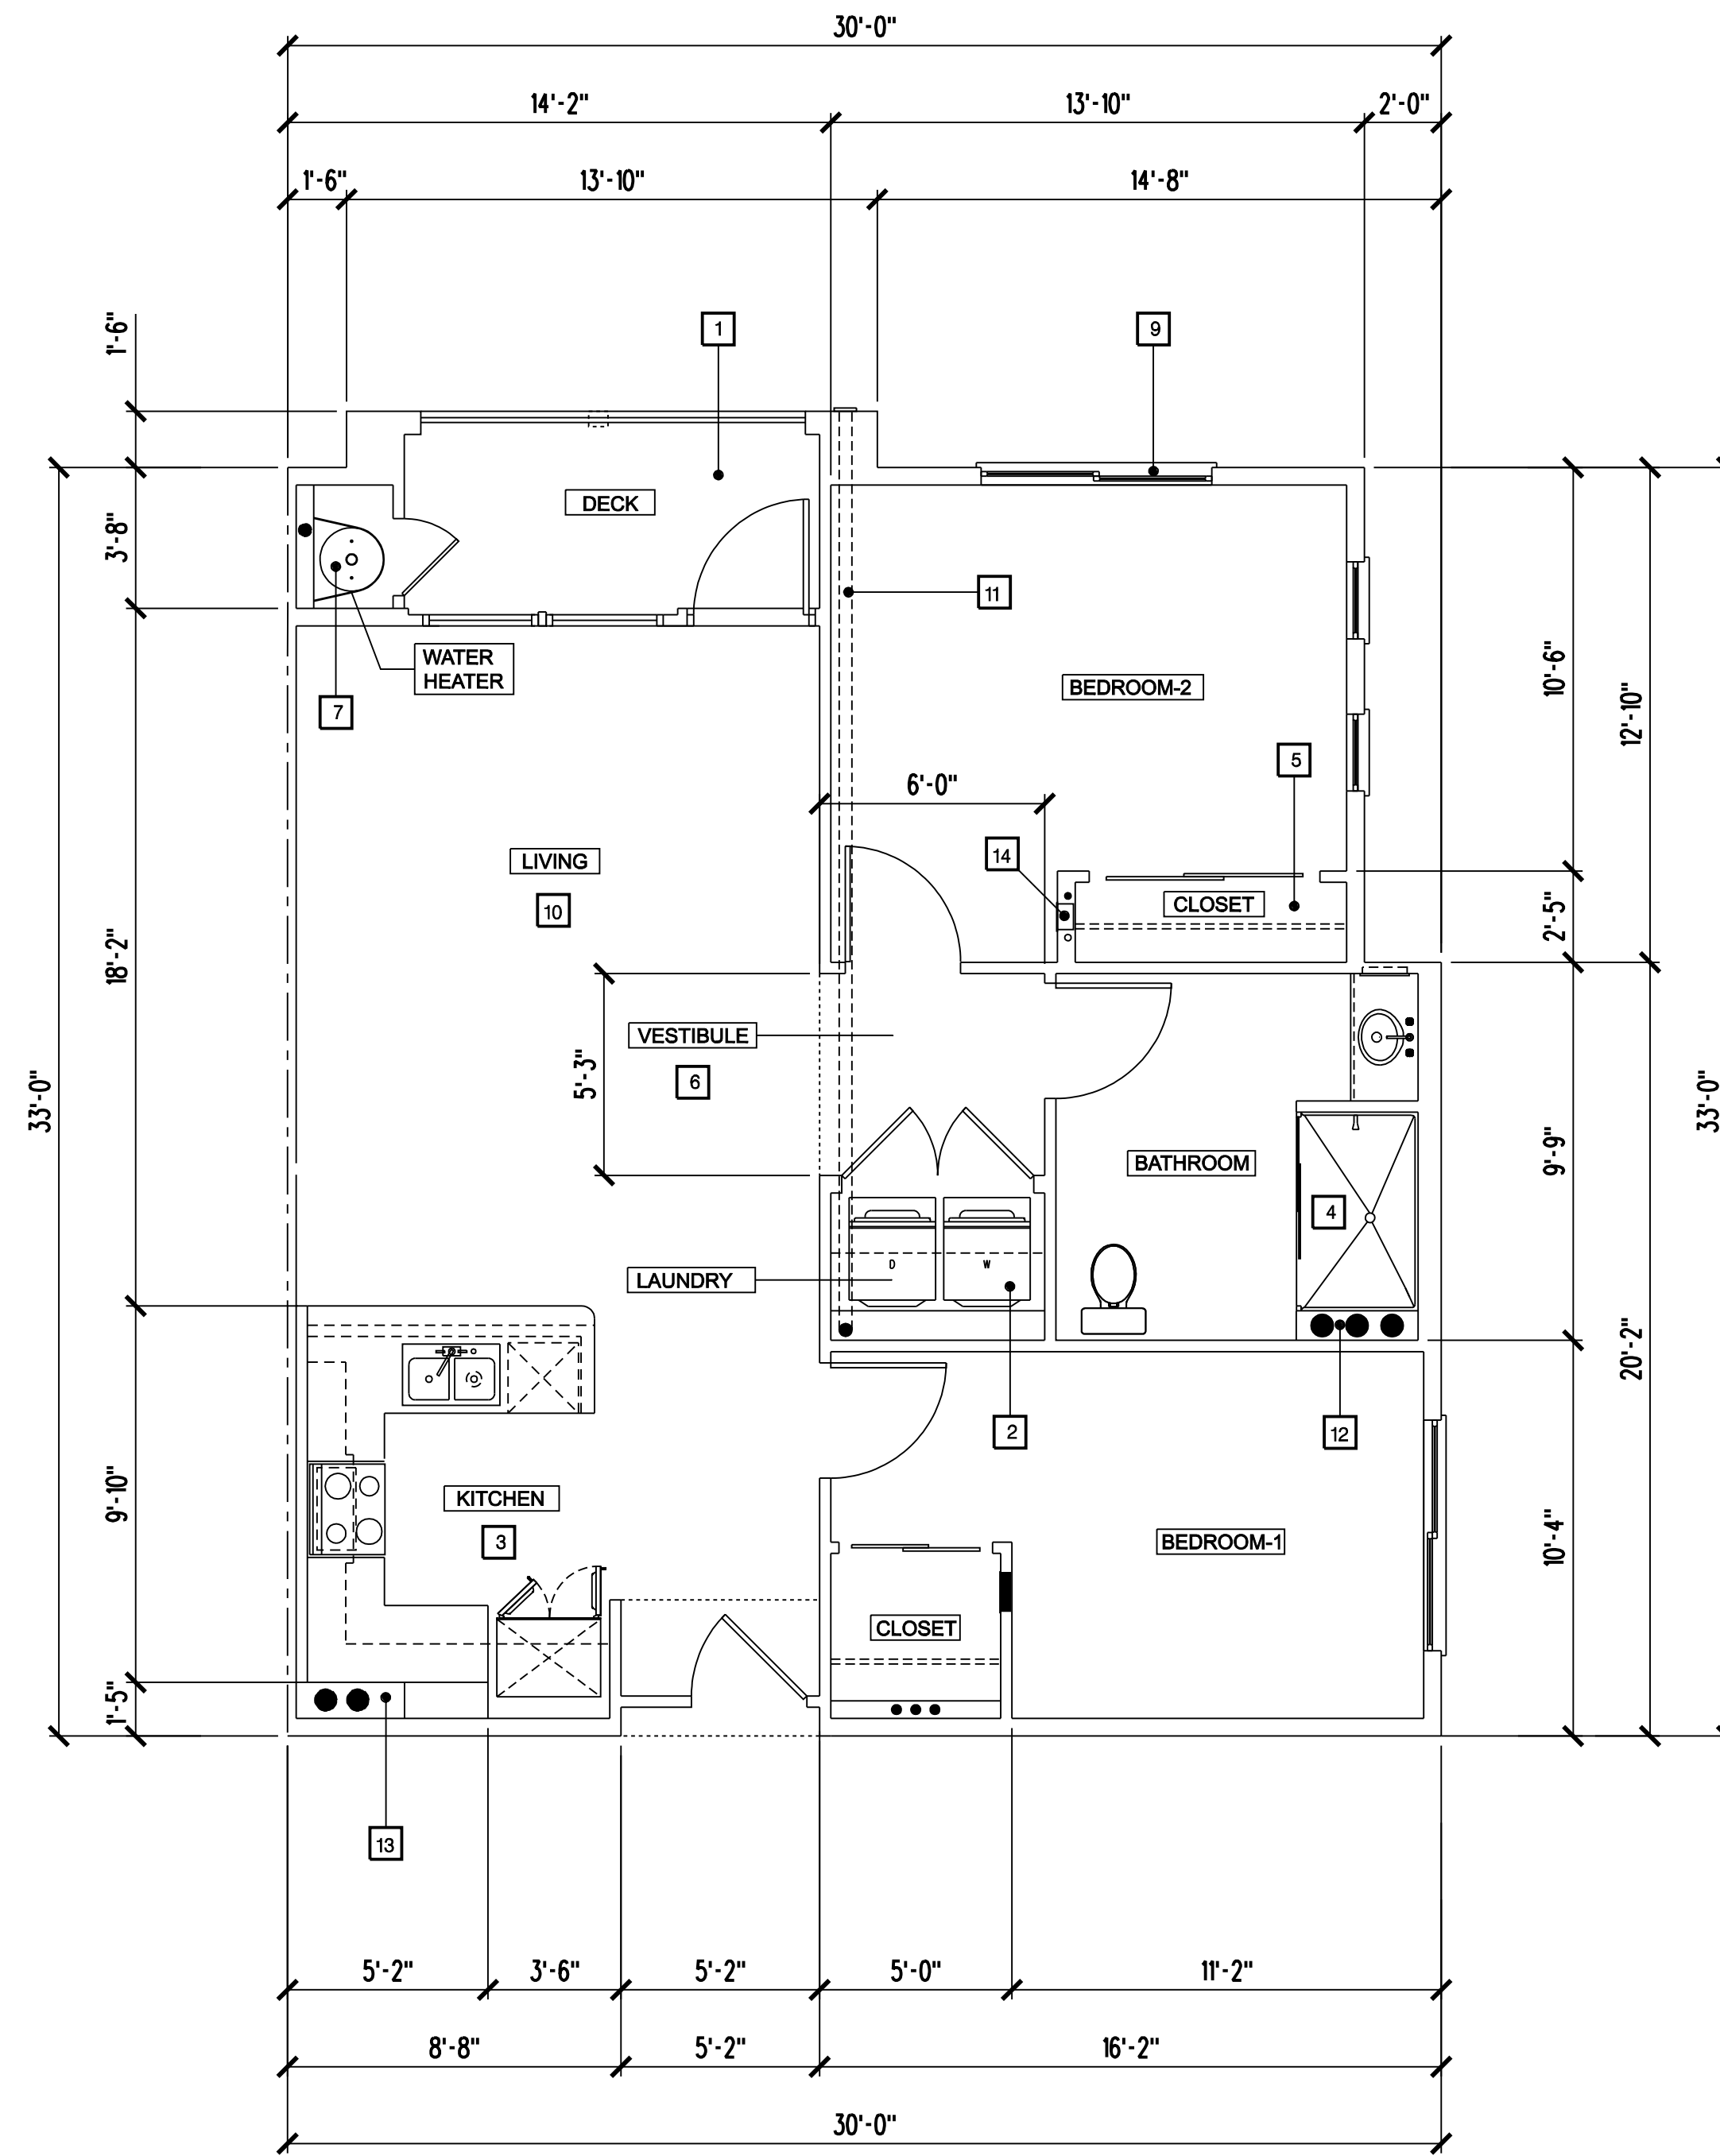 30'-0"
14'-2" 13'-10" 2'-0"
1'-6" 13'-10" 14'-8"
1'-6"
1
9
DECK
3'-8"
11
WATER
HEATER
7
BEDROOM-2
10'-6"
12'-10"
5
6'-0"
14
LIVING
10
CLOSET
2'-5"
18'-2"
VESTIBULE
6
5'-3"
33'-0"
33'-0"
BATHROOM
9'-9"
4
D
W
LAUNDRY
20'-2"
2
12
9'-10"
KITCHEN
3
10'-4"
BEDROOM-1
CLOSET
1'-5"
13
5'-2" 3'-6" 5'-2" 5'-0" 11'-2"
8'-8" 5'-2" 16'-2"
30'-0"